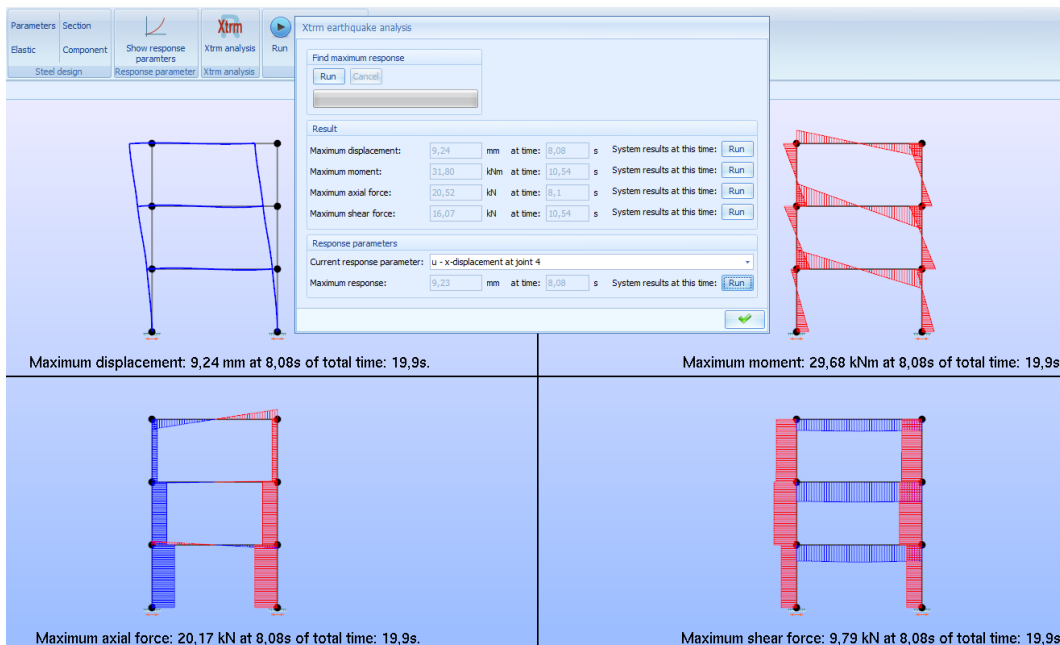 Parameters Section
Elastic Component
Steel design
Show response
paramters
Response parameter
Xtrm
Xtrm analysis
Xtrm analysis
Run
Xtrm earthquake analysis
Find maximum response
Run Cancel
Result
Maximum displacement: 9,24 mm at time: 8,08 s System results at this time: Run
Maximum moment: 31,80 kNm at time: 10,54 s System results at this time: Run
Maximum axial force: 20,52 kN at time: 8,1 s System results at this time: Run
Maximum shear force: 16,07 kN at time: 10,54 s System results at this time: Run
Response parameters
Current response parameter: u - x-displacement at joint 4
Maximum response: 9,23 mm at time: 8,08 s System results at this time: Run
Maximum displacement: 9,24 mm at 8,08s of total time: 19,9s.
Maximum moment: 29,68 kNm at 8,08s of total time: 19,9s
Maximum axial force: 20,17 kN at 8,08s of total time: 19,9s.
Maximum shear force: 9,79 kN at 8,08s of total time: 19,9s